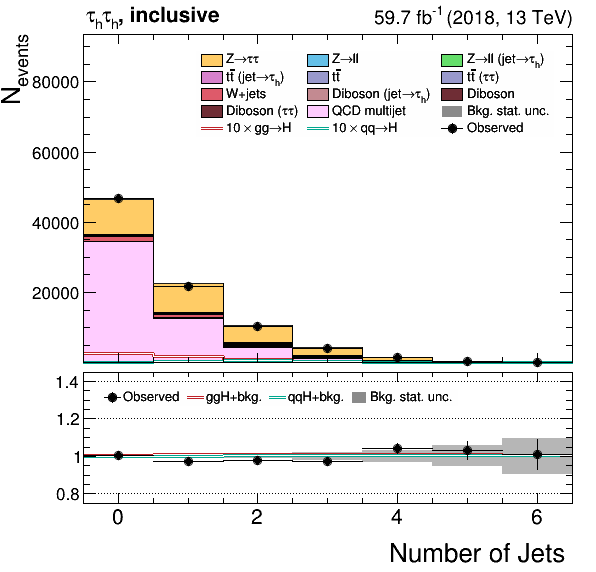 τhτh, inclusive 59.7 fb-1 (2018, 13 TeV)
Nevents
80000
60000
40000
20000
Z→ττ Z→ll Z→ll (jet→τh)
tt̄ (jet→τh) tt̄ tt̄ (ττ)
W+jets Diboson (jet→τh) Diboson
Diboson (ττ) QCD multijet Bkg. stat. unc.
10 × gg→H 10 × qq→H Observed
1.4
Observed ggH+bkg. qqH+bkg. Bkg. stat. unc.
1.2
1
0.8
0 2 4 6
Number of Jets